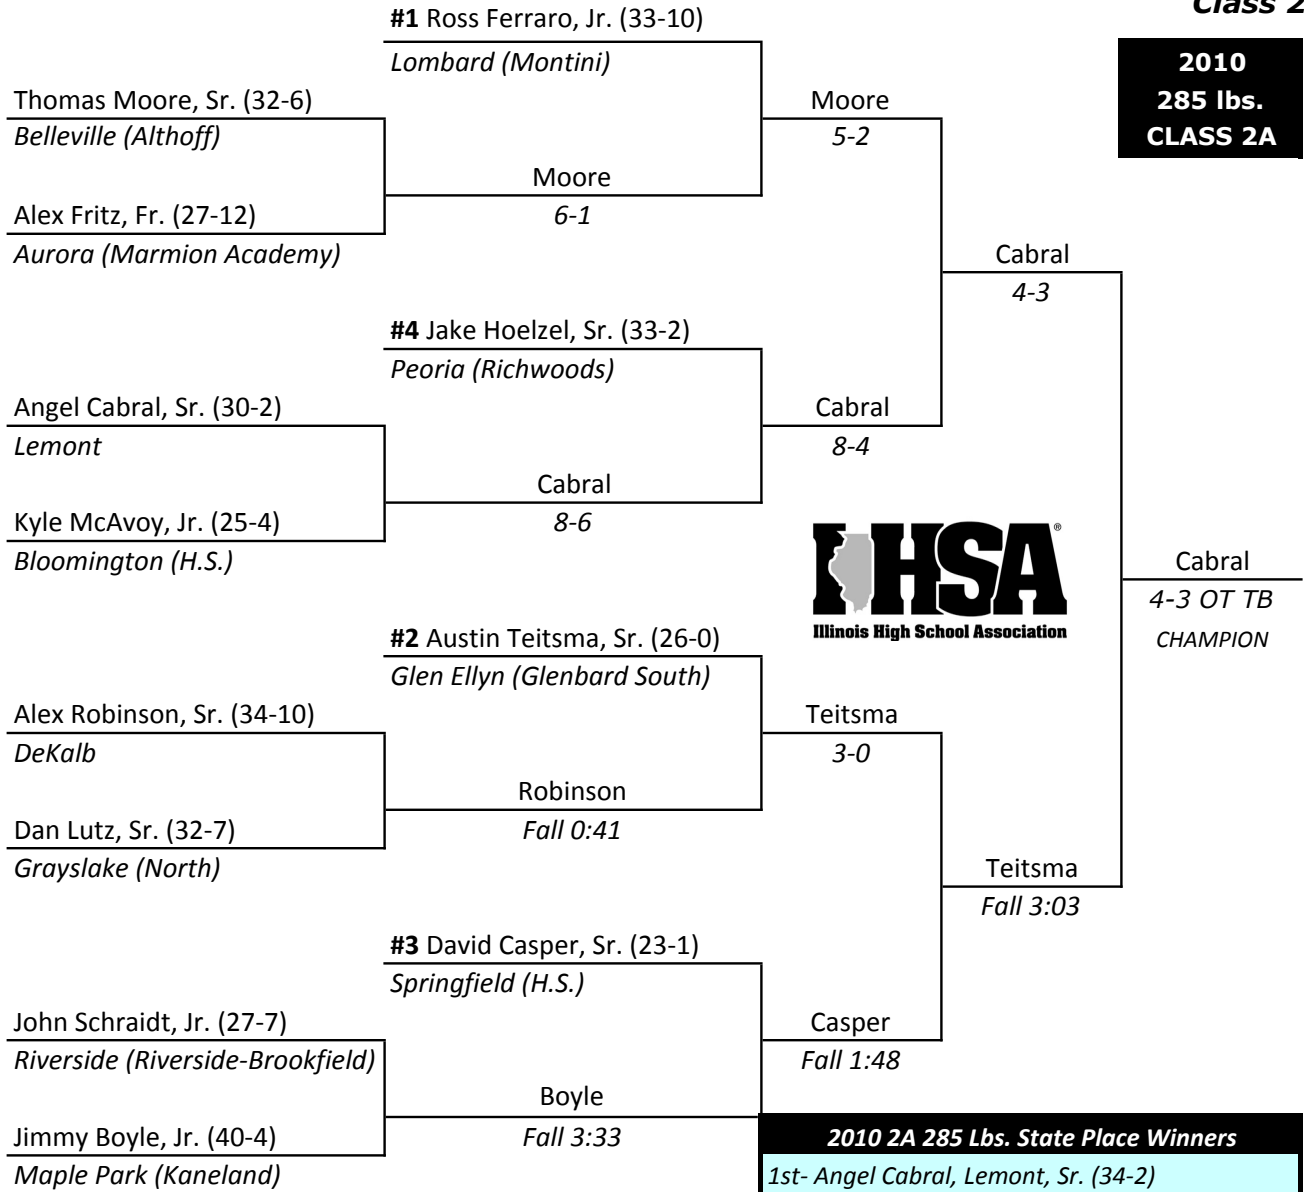 Class 2
#1 Ross Ferraro, Jr. (33-10)
Lombard (Montini)
2010
285 lbs.
CLASS 2A
Thomas Moore, Sr. (32-6)
Belleville (Althoff)
Moore
5-2
Moore
6-1
Alex Fritz, Fr. (27-12)
Aurora (Marmion Academy)
Cabral
4-3
#4 Jake Hoelzel, Sr. (33-2)
Peoria (Richwoods)
Angel Cabral, Sr. (30-2)
Lemont
Cabral
8-4
Cabral
8-6
Kyle McAvoy, Jr. (25-4)
Bloomington (H.S.)
IHSA®
Illinois High School Association
Cabral
4-3 OT TB
CHAMPION
#2 Austin Teitsma, Sr. (26-0)
Glen Ellyn (Glenbard South)
Alex Robinson, Sr. (34-10)
DeKalb
Teitsma
3-0
Robinson
Fall 0:41
Dan Lutz, Sr. (32-7)
Grayslake (North)
Teitsma
Fall 3:03
#3 David Casper, Sr. (23-1)
Springfield (H.S.)
John Schraidt, Jr. (27-7)
Riverside (Riverside-Brookfield)
Casper
Fall 1:48
Boyle
Fall 3:33
Jimmy Boyle, Jr. (40-4)
Maple Park (Kaneland)
2010 2A 285 Lbs. State Place Winners
1st- Angel Cabral, Lemont, Sr. (34-2)